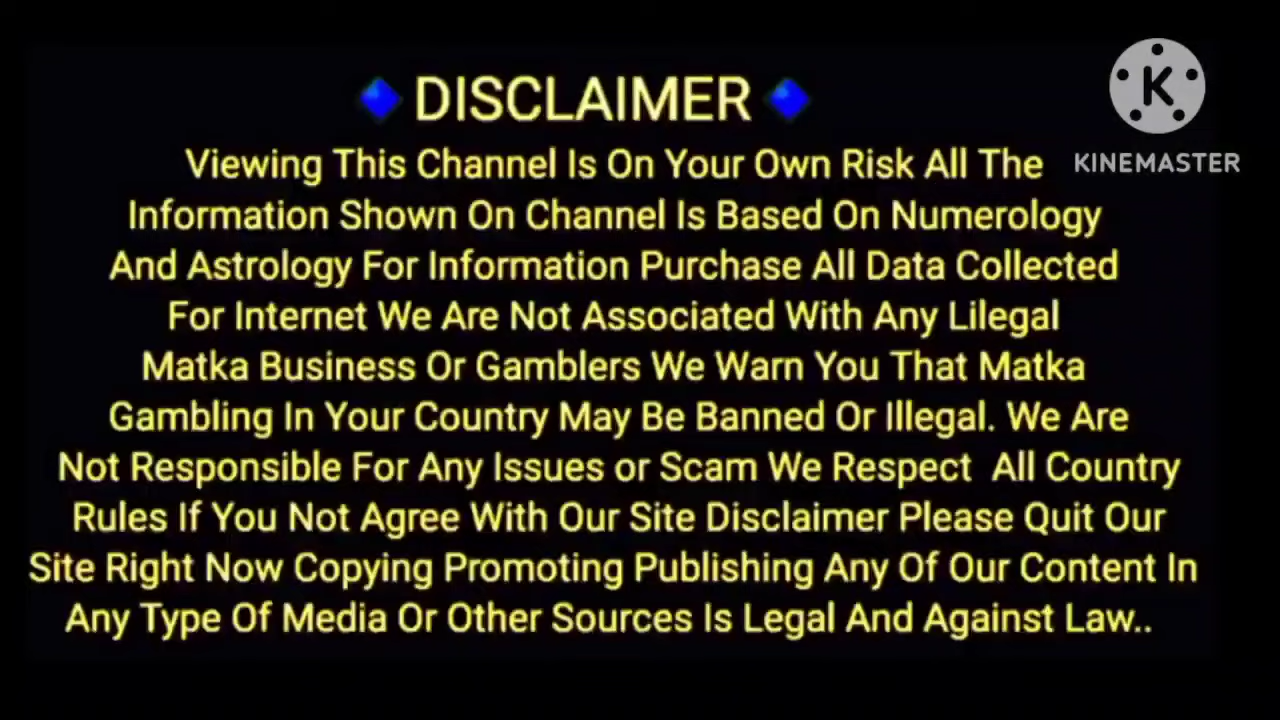 DISCLAIMER
Viewing This Channel Is On Your Own Risk All The
Information Shown On Channel Is Based On Numerology
And Astrology For Information Purchase All Data Collected
For Internet We Are Not Associated With Any Lilegal
Matka Business Or Gamblers We Warn You That Matka
Gambling In Your Country May Be Banned Or Illegal. We Are
Not Responsible For Any Issues or Scam We Respect  All Country
Rules If You Not Agree With Our Site Disclaimer Please Quit Our
Site Right Now Copying Promoting Publishing Any Of Our Content In
Any Type Of Media Or Other Sources Is Legal And Against Law..
K
KINEMASTER